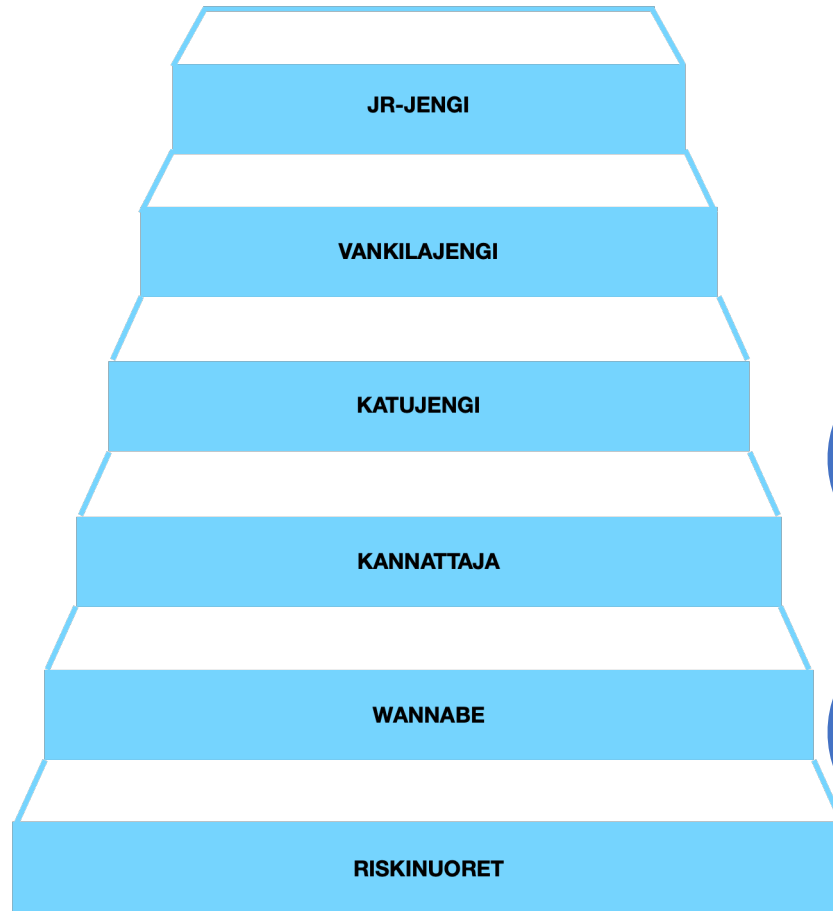 JR-JENGI
VANKILAJENGI
KATUJENGI
KANNATTAJA
WANNABE
RISKINUORET